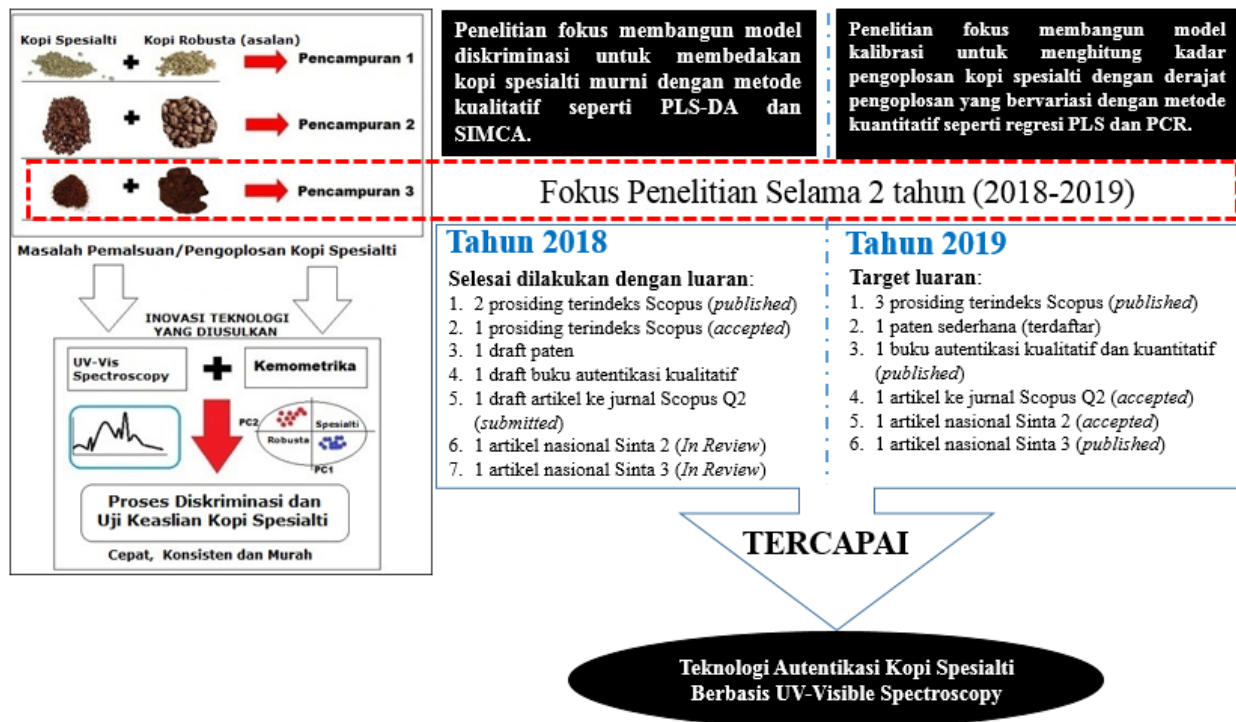 Kopi Spesialti
Kopi Robusta (asalan)
Pencampuran 1
Pencampuran 2
Pencampuran 3
Masalah Pemalsuan/Pengoplosan Kopi Spesialti
INOVASI TEKNOLOGI
YANG DIUSULKAN
UV-Vis
Spectroscopy
Kemometrika
PC2
Spesialti
Robusta
PC1
Proses Diskriminasi dan
Uji Keaslian Kopi Spesialti
Cepat, Konsisten dan Murah
Penelitian fokus membangun model
diskriminasi untuk membedakan
kopi spesialti murni dengan metode
kualitatif seperti PLS-DA dan
SIMCA.
Penelitian fokus membangun model
kalibrasi untuk menghitung kadar
pengoplosan kopi spesialti dengan derajat
pengoplosan yang bervariasi dengan metode
kuantitatif seperti regresi PLS dan PCR.
Fokus Penelitian Selama 2 tahun (2018-2019)
Tahun 2018
Selesai dilakukan dengan luaran:
1. 2 prosiding terindeks Scopus (published)
2. 1 prosiding terindeks Scopus (accepted)
3. 1 draft paten
4. 1 draft buku autentikasi kualitatif
5. 1 draft artikel ke jurnal Scopus Q2
(submitted)
6. 1 artikel nasional Sinta 2 (In Review)
7. 1 artikel nasional Sinta 3 (In Review)
Tahun 2019
Target luaran:
1. 3 prosiding terindeks Scopus (published)
2. 1 paten sederhana (terdaftar)
3. 1 buku autentikasi kualitatif dan kuantitatif
(published)
4. 1 artikel ke jurnal Scopus Q2 (accepted)
5. 1 artikel nasional Sinta 2 (accepted)
6. 1 artikel nasional Sinta 3 (published)
TERCAPAI
Teknologi Autentikasi Kopi Spesialti
Berbasis UV-Visible Spectroscopy